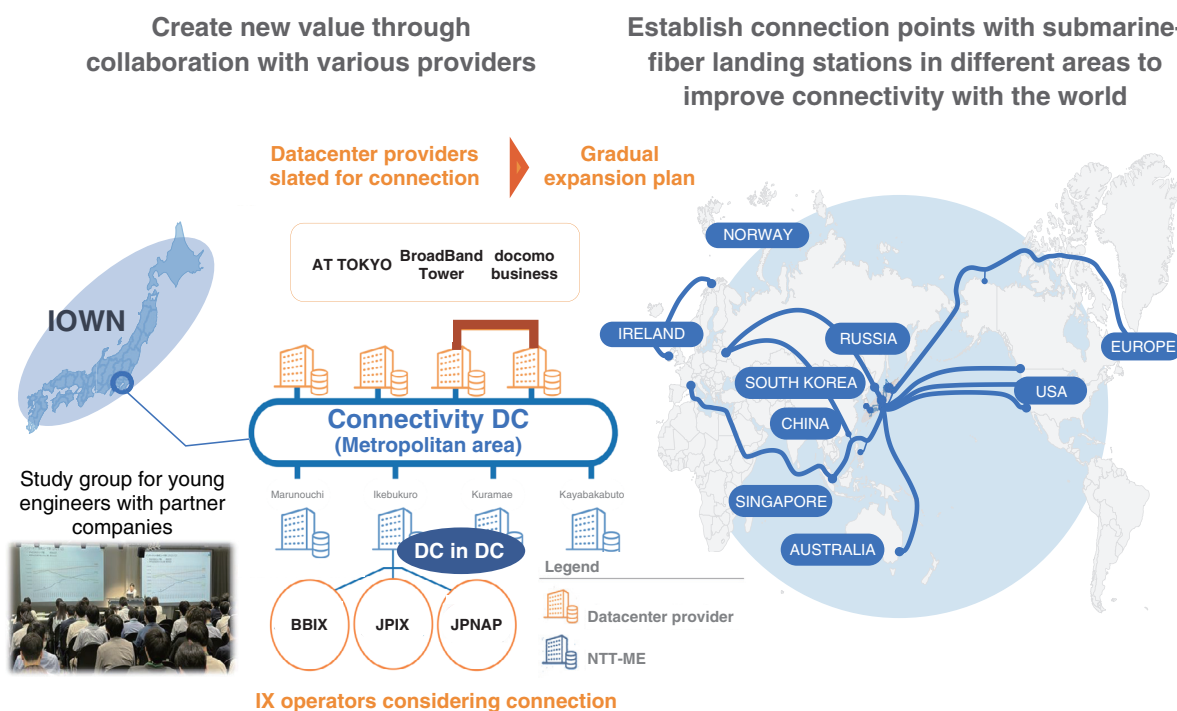 Create new value through
collaboration with various providers
Establish connection points with submarine-
fiber landing stations in different areas to
improve connectivity with the world
Datacenter providers
slated for connection
Gradual
expansion plan
AT TOKYO
BroadBand
Tower
docomo
business
IOWN
Connectivity DC
(Metropolitan area)
Marunouchi
Ikebukuro
Kuramae
Kayabakabuto
DC in DC
BBIX
JPIX
JPNAP
IX operators considering connection
Study group for young
engineers with partner
companies
Legend
Datacenter provider
NTT-ME
NORWAY
IRELAND
RUSSIA
EUROPE
SOUTH KOREA
USA
CHINA
SINGAPORE
AUSTRALIA